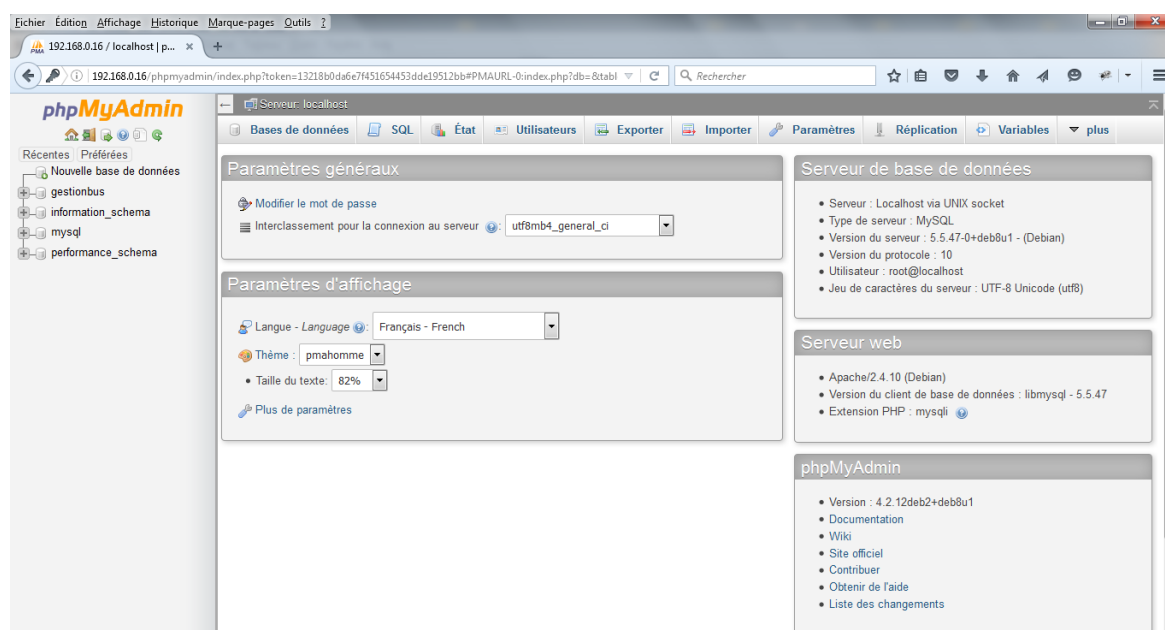 Fichier Édition Affichage Historique Marque-pages Outils ?
192.168.0.16 / localhost | p... × +
192.168.0.16/phpmyadmin/index.php?token=13218b0da6e7f451654453dde19512bb#PMAURL-0:index.php?db=&tabl
Rechercher
phpMyAdmin
Récentes Préférées
Nouvelle base de données
gestionbus
information_schema
mysql
performance_schema
Serveur: localhost
Bases de données SQL État Utilisateurs Exporter Importer Paramètres Réplication Variables plus
Paramètres généraux
Modifier le mot de passe
Interclassement pour la connexion au serveur : utf8mb4_general_ci
Paramètres d'affichage
Langue - Language : Français - French
Thème : pmahomme
• Taille du texte: 82%
Plus de paramètres
Serveur de base de données
• Serveur : Localhost via UNIX socket
• Type de serveur : MySQL
• Version du serveur : 5.5.47-0+deb8u1 - (Debian)
• Version du protocole : 10
• Utilisateur : root@localhost
• Jeu de caractères du serveur : UTF-8 Unicode (utf8)
Serveur web
• Apache/2.4.10 (Debian)
• Version du client de base de données : libmysql - 5.5.47
• Extension PHP : mysqli
phpMyAdmin
• Version : 4.2.12deb2+deb8u1
• Documentation
• Wiki
• Site officiel
• Contribuer
• Obtenir de l'aide
• Liste des changements